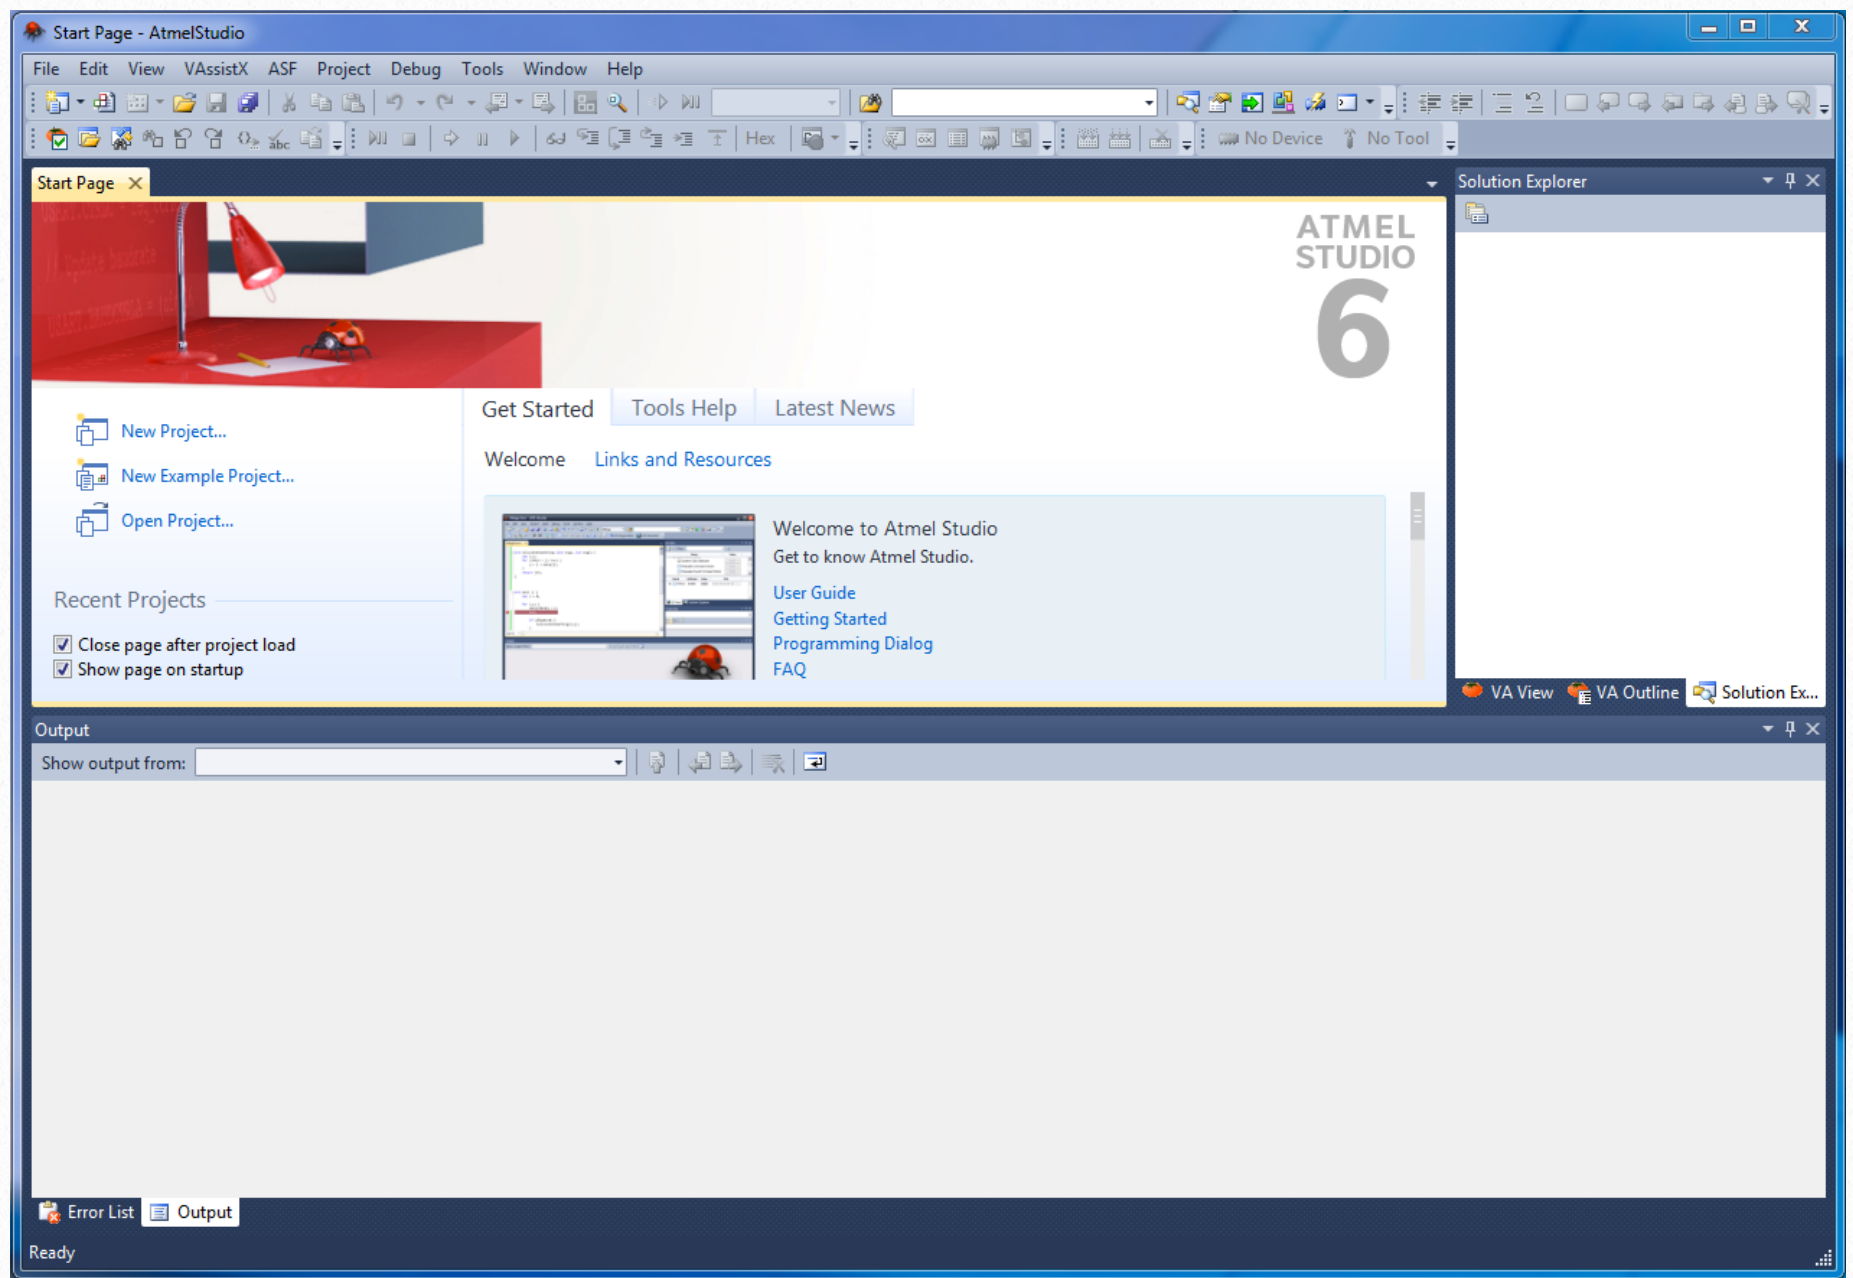 Start Page - AtmelStudio
File Edit View VAssistX ASF Project Debug Tools Window Help
Hex
No Device No Tool
Start Page
Solution Explorer
ATMEL
STUDIO
6
New Project...
New Example Project...
Open Project...
Recent Projects
Close page after project load
Show page on startup
Get Started Tools Help Latest News
Welcome Links and Resources
Welcome to Atmel Studio
Get to know Atmel Studio.
User Guide
Getting Started
Programming Dialog
FAQ
VA View VA Outline Solution Ex...
Output
Show output from:
Error List Output
Ready